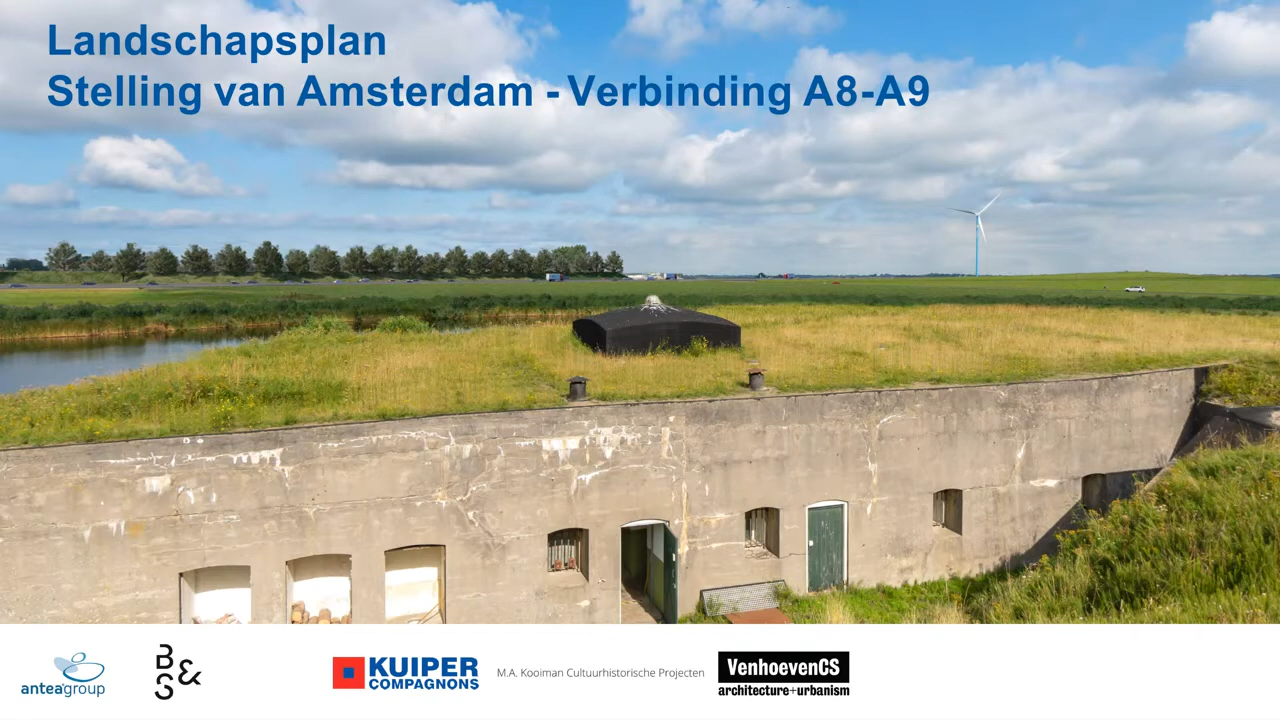 Landschapsplan
Stelling van Amsterdam - Verbinding A8-A9
anteagroup
B&S
KUIPER
COMPAGNONS
M.A. Kooiman Cultuurhistorische Projecten
VenhoevenCS
architecture+urbanism